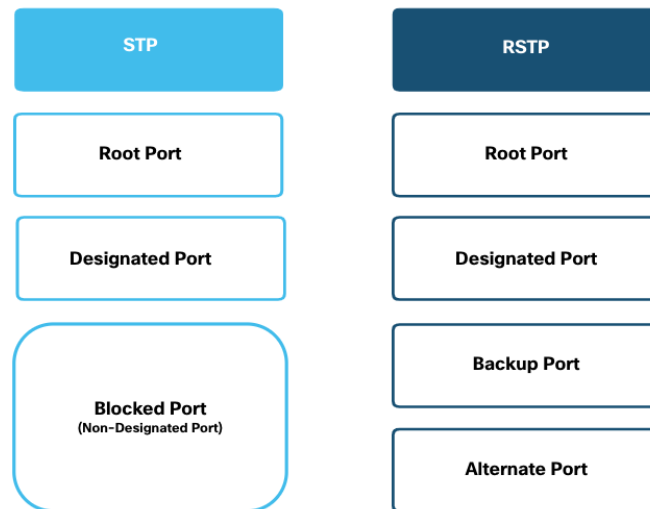 STP
Root Port
Designated Port
Blocked Port
(Non-Designated Port)
RSTP
Root Port
Designated Port
Backup Port
Alternate Port